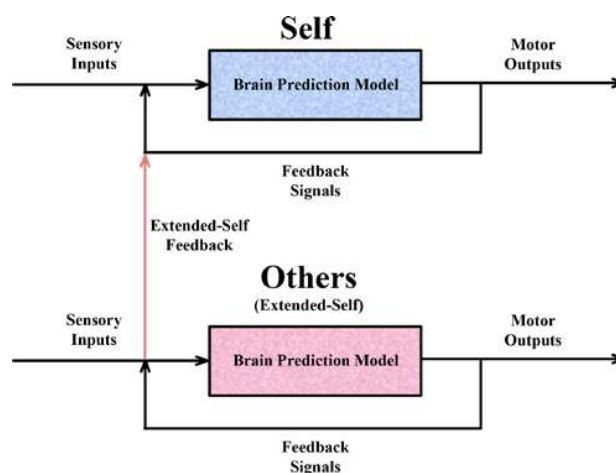 Self
Sensory
Inputs
Brain Prediction Model
Motor
Outputs
Feedback
Signals
Extended-Self
Feedback
Others
(Extended-Self)
Sensory
Inputs
Brain Prediction Model
Motor
Outputs
Feedback
Signals